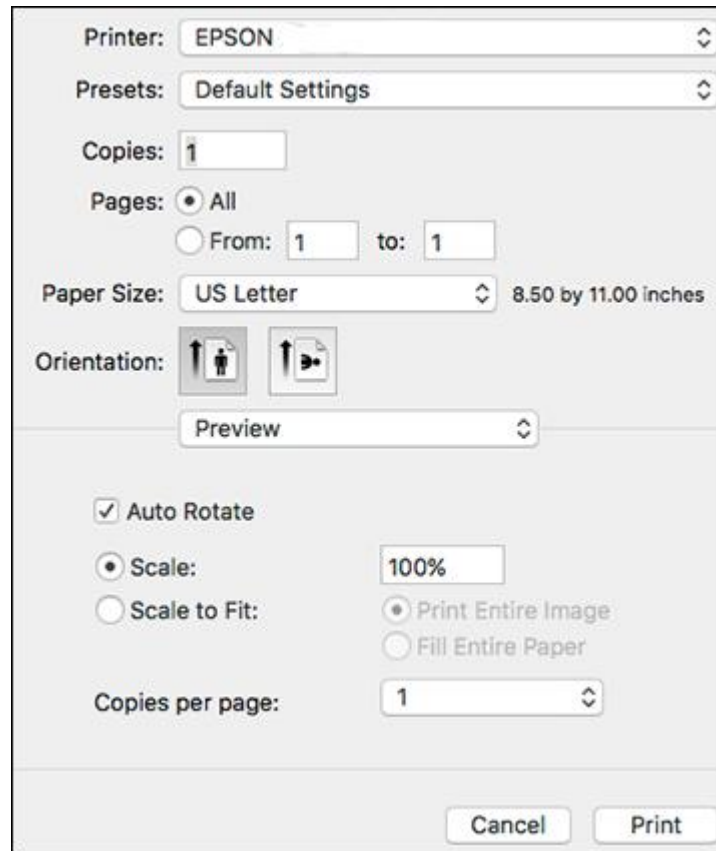 Printer: EPSON
Presets: Default Settings
Copies: 1
Pages: All
From: 1 to: 1
Paper Size: US Letter 8.50 by 11.00 inches
Orientation:
Preview
Auto Rotate
Scale: 100%
Scale to Fit: Print Entire Image
Fill Entire Paper
Copies per page: 1
Cancel Print